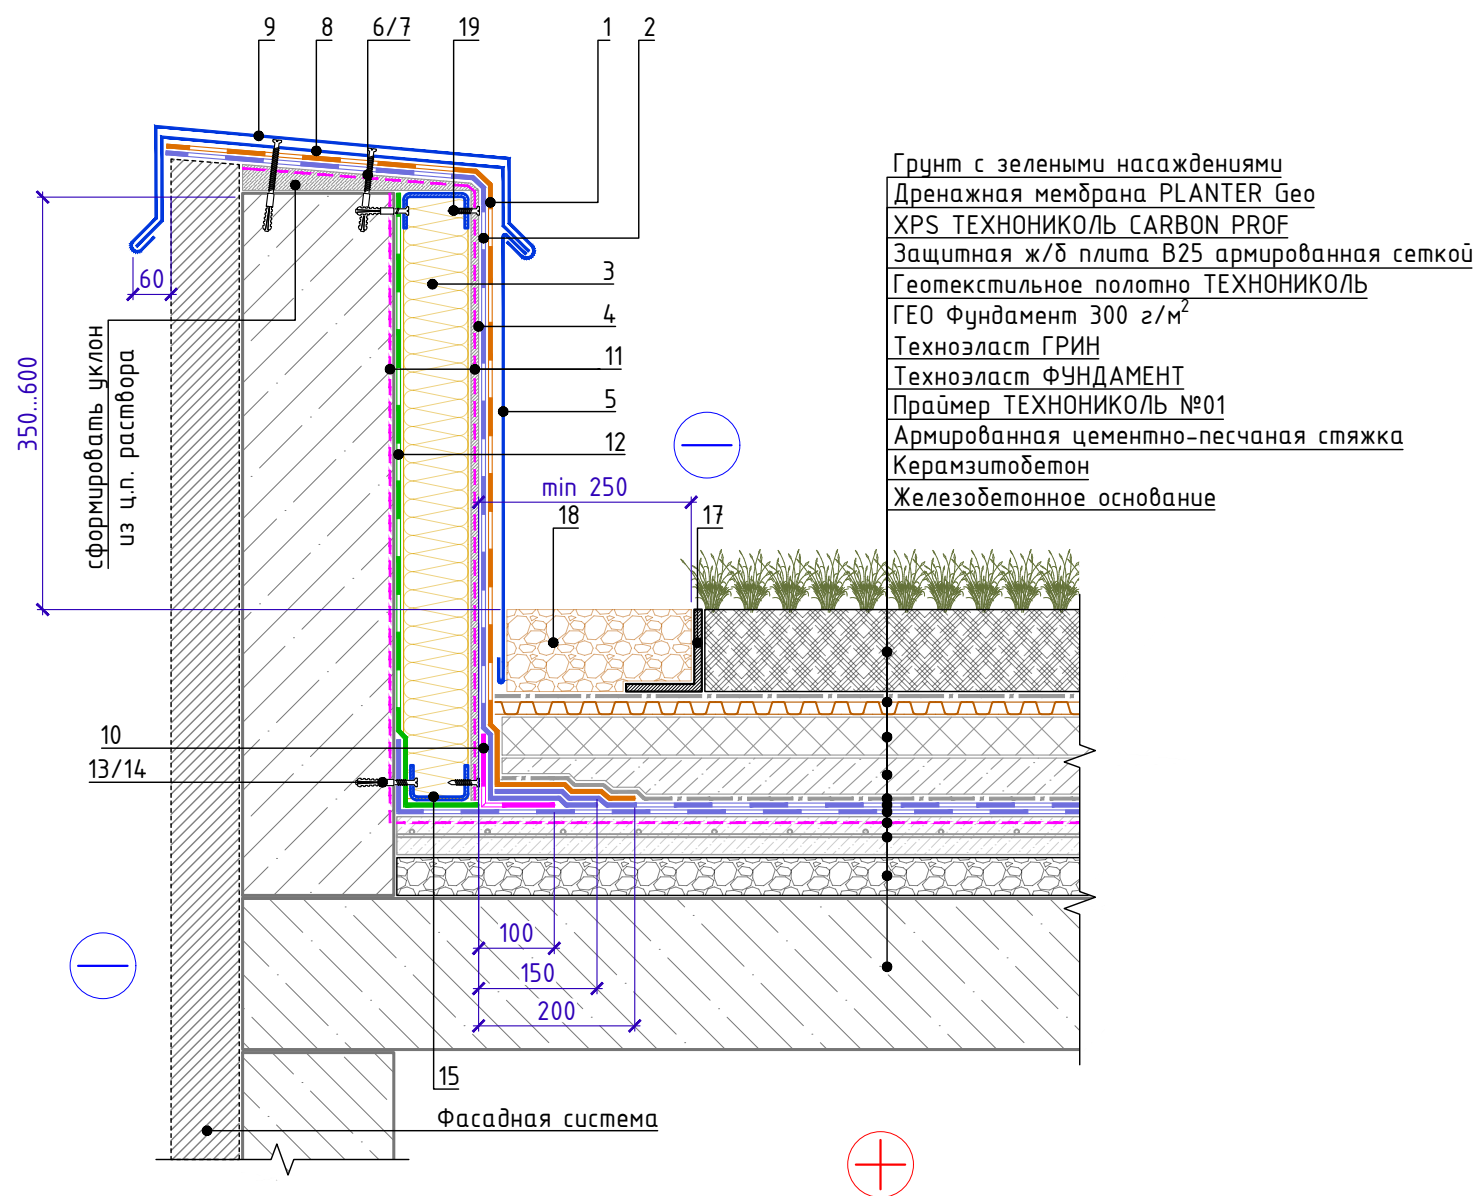 9 8 6/7 19 1 2
Грунт с зелеными насаждениями
Дренажная мембрана PLANTER Geo
XPS ТЕХНОНИКОЛЬ CARBON PROF
Защитная ж/б плита В25 армированная сеткой
Геотекстильное полотно ТЕХНОНИКОЛЬ
ГЕО Фундамент 300 г/м²
Техноэласт ГРИН
Техноэласт ФУНДАМЕНТ
Праймер ТЕХНОНИКОЛЬ №01
Армированная цементно-песчаная стяжка
Керамзитобетон
Железобетонное основание
60
3
4
11
5
12
350...600
сформировать уклон
из ц.п. раствора
min 250
18 17
10
13/14
100
150
200
15
Фасадная система